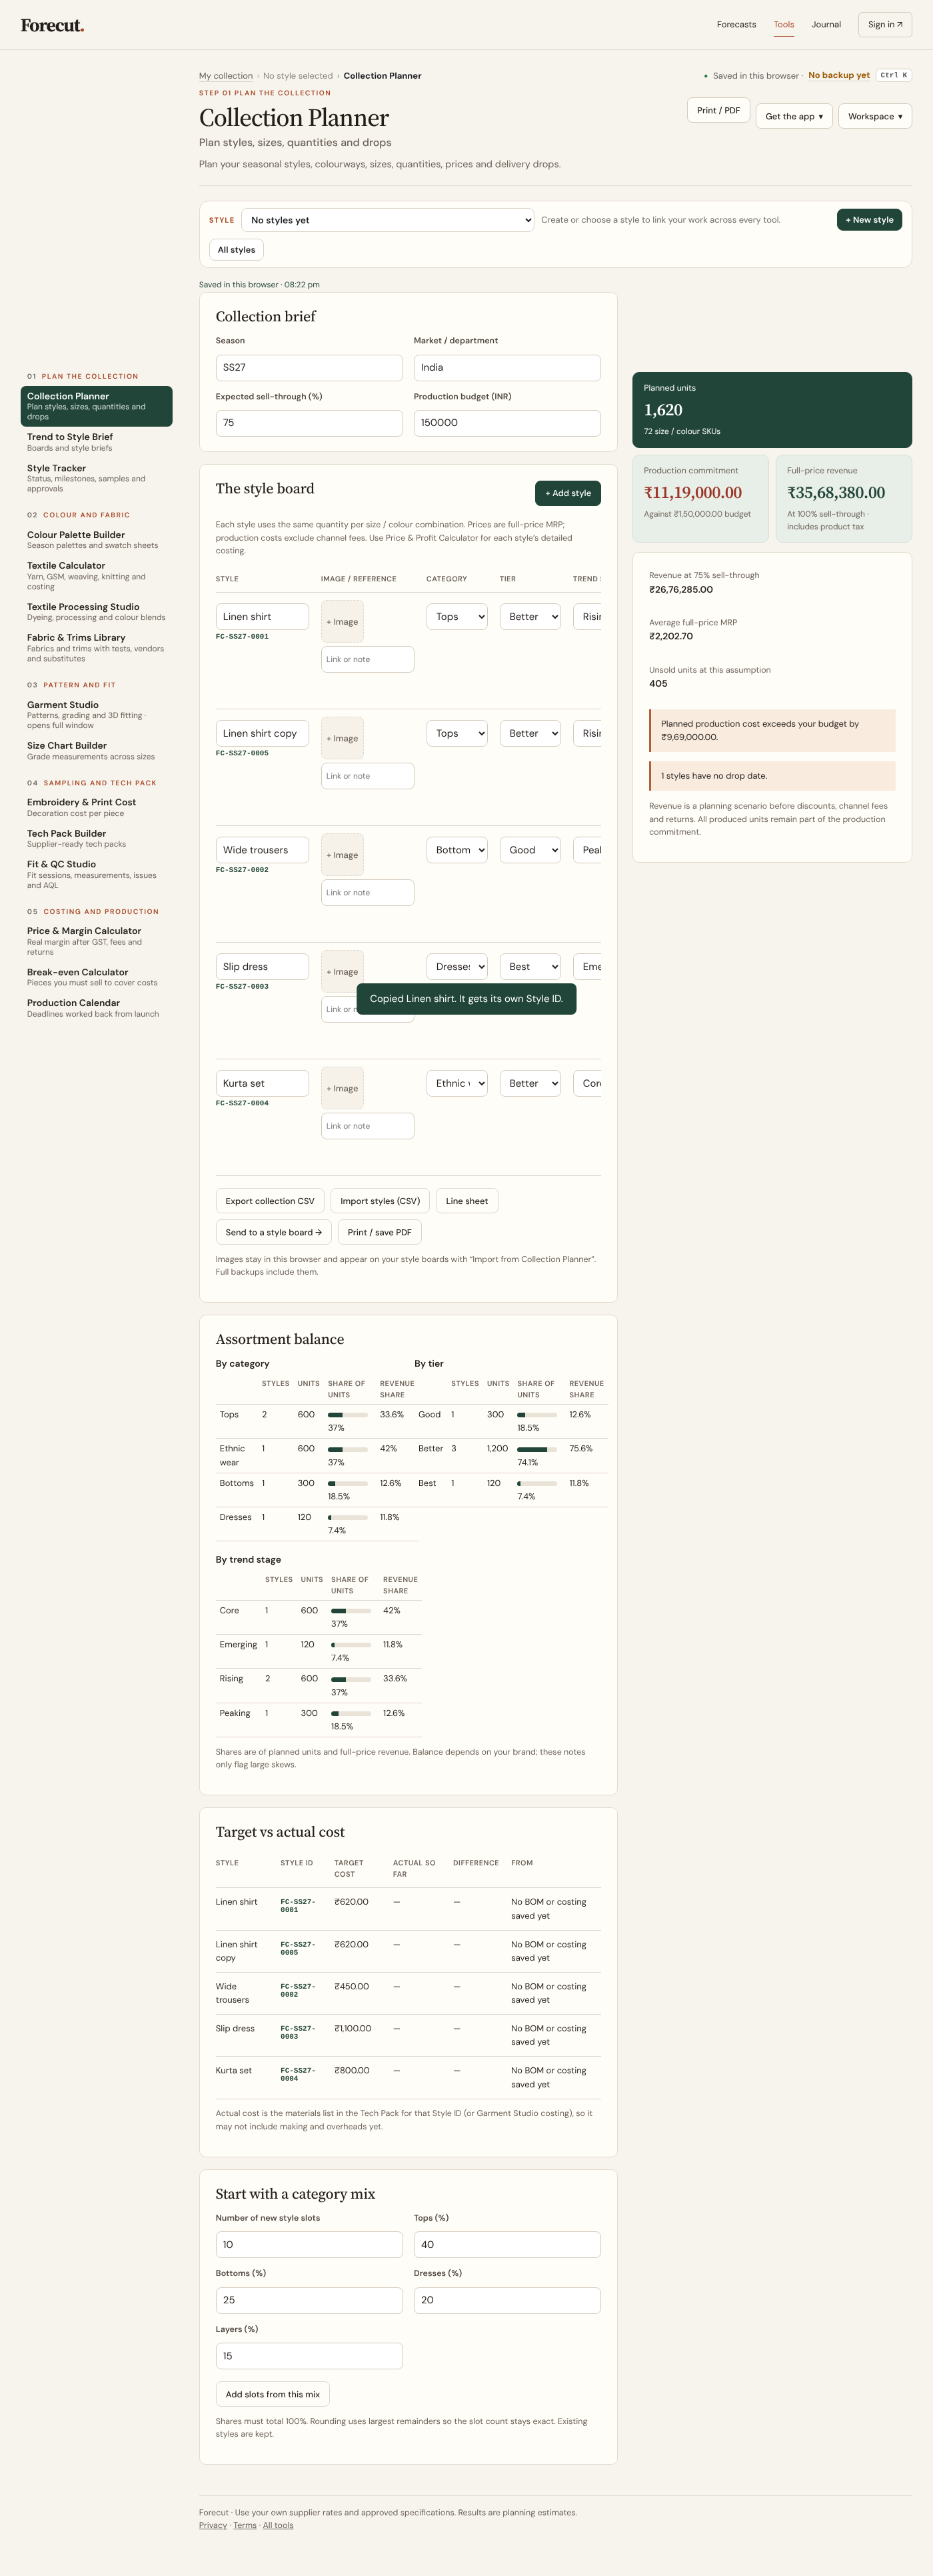 Forecut.
Forecasts
Tools
Journal
Sign in ↗
My collection › No style selected › Collection Planner
• Saved in this browser · No backup yet Ctrl K
STEP 01 PLAN THE COLLECTION
Collection Planner
Plan styles, sizes, quantities and drops
Plan your seasonal styles, colourways, sizes, quantities, prices and delivery drops.
Print / PDF
Get the app ▾
Workspace ▾
STYLE
No styles yet
Create or choose a style to link your work across every tool.
+ New style
All styles
Saved in this browser · 08:22 pm
01 PLAN THE COLLECTION
Collection Planner
Plan styles, sizes, quantities and
drops
Trend to Style Brief
Boards and style briefs
Style Tracker
Status, milestones, samples and
approvals
02 COLOUR AND FABRIC
Colour Palette Builder
Season palettes and swatch sheets
Textile Calculator
Yarn, GSM, weaving, knitting and
costing
Textile Processing Studio
Dyeing, processing and colour blends
Fabric & Trims Library
Fabrics and trims with tests, vendors
and substitutes
03 PATTERN AND FIT
Garment Studio
Patterns, grading and 3D fitting ·
opens full window
Size Chart Builder
Grade measurements across sizes
04 SAMPLING AND TECH PACK
Embroidery & Print Cost
Decoration cost per piece
Tech Pack Builder
Supplier-ready tech packs
Fit & QC Studio
Fit sessions, measurements, issues
and AQL
05 COSTING AND PRODUCTION
Price & Margin Calculator
Real margin after GST, fees and
returns
Break-even Calculator
Pieces you must sell to cover costs
Production Calendar
Deadlines worked back from launch
Collection brief
Season
Market / department
SS27
India
Expected sell-through (%)
Production budget (INR)
75
150000
The style board
+ Add style
Each style uses the same quantity per size / colour combination. Prices are full-price MRP;
production costs exclude channel fees. Use Price & Profit Calculator for each style's detailed
costing.
STYLE IMAGE / REFERENCE CATEGORY TIER TREND
Linen shirt + Image Tops Better
FC-SS27-0001
Link or note
Linen shirt copy + Image Tops Better
FC-SS27-0005
Link or note
Wide trousers + Image Bottom Good
FC-SS27-0002
Link or note
Slip dress + Image Dresses Best
FC-SS27-0003
Link or
Copied Linen shirt. It gets its own Style ID.
Kurta set + Image Ethnic Better
FC-SS27-0004
Link or note
Export collection CSV
Import styles (CSV)
Line sheet
Send to a style board →
Print / save PDF
Images stay in this browser and appear on your style boards with “Import from Collection Planner”.
Full backups include them.
Planned units
1,620
72 size / colour SKUs
Production commitment
₹11,19,000.00
Against ₹1,50,000.00 budget
Full-price revenue
₹35,68,380.00
At 100% sell-through ·
includes product tax
Revenue at 75% sell-through
₹26,76,285.00
Average full-price MRP
₹2,202.70
Unsold units at this assumption
405
Planned production cost exceeds your budget by
₹9,69,000.00.
1 styles have no drop date.
Revenue is a planning scenario before discounts, channel fees
and returns. All produced units remain part of the production
commitment.
Assortment balance
By category
STYLES UNITS SHARE OF UNITS REVENUE SHARE
Tops 2 600 37% 33.6%
Ethnic wear 1 600 37% 42%
Bottoms 1 300 18.5% 12.6%
Dresses 1 120 7.4% 11.8%
By tier
STYLES UNITS SHARE OF UNITS REVENUE SHARE
Good 1 300 18.5% 12.6%
Better 3 1,200 74.1% 75.6%
Best 1 120 7.4% 11.8%
By trend stage
STYLES UNITS SHARE OF UNITS REVENUE SHARE
Core 1 600 37% 42%
Emerging 1 120 7.4% 11.8%
Rising 2 600 37% 33.6%
Peaking 1 300 18.5% 12.6%
Shares are of planned units and full-price revenue. Balance depends on your brand; these notes
only flag large skews.
Target vs actual cost
STYLE STYLE ID TARGET COST ACTUAL SO FAR DIFFERENCE FROM
Linen shirt FC-SS27-0001 ₹620.00 — — No BOM or costing saved yet
Linen shirt copy FC-SS27-0005 ₹620.00 — — No BOM or costing saved yet
Wide trousers FC-SS27-0002 ₹450.00 — — No BOM or costing saved yet
Slip dress FC-SS27-0003 ₹1,100.00 — — No BOM or costing saved yet
Kurta set FC-SS27-0004 ₹800.00 — — No BOM or costing saved yet
Actual cost is the materials list in the Tech Pack for that Style ID (or Garment Studio costing), so it
may not include making and overheads yet.
Start with a category mix
Number of new style slots
Tops (%)
10
40
Bottoms (%)
Dresses (%)
25
20
Layers (%)
15
Add slots from this mix
Shares must total 100%. Rounding uses largest remainders so the slot count stays exact. Existing
styles are kept.
Forecut · Use your own supplier rates and approved specifications. Results are planning estimates.
Privacy · Terms · All tools